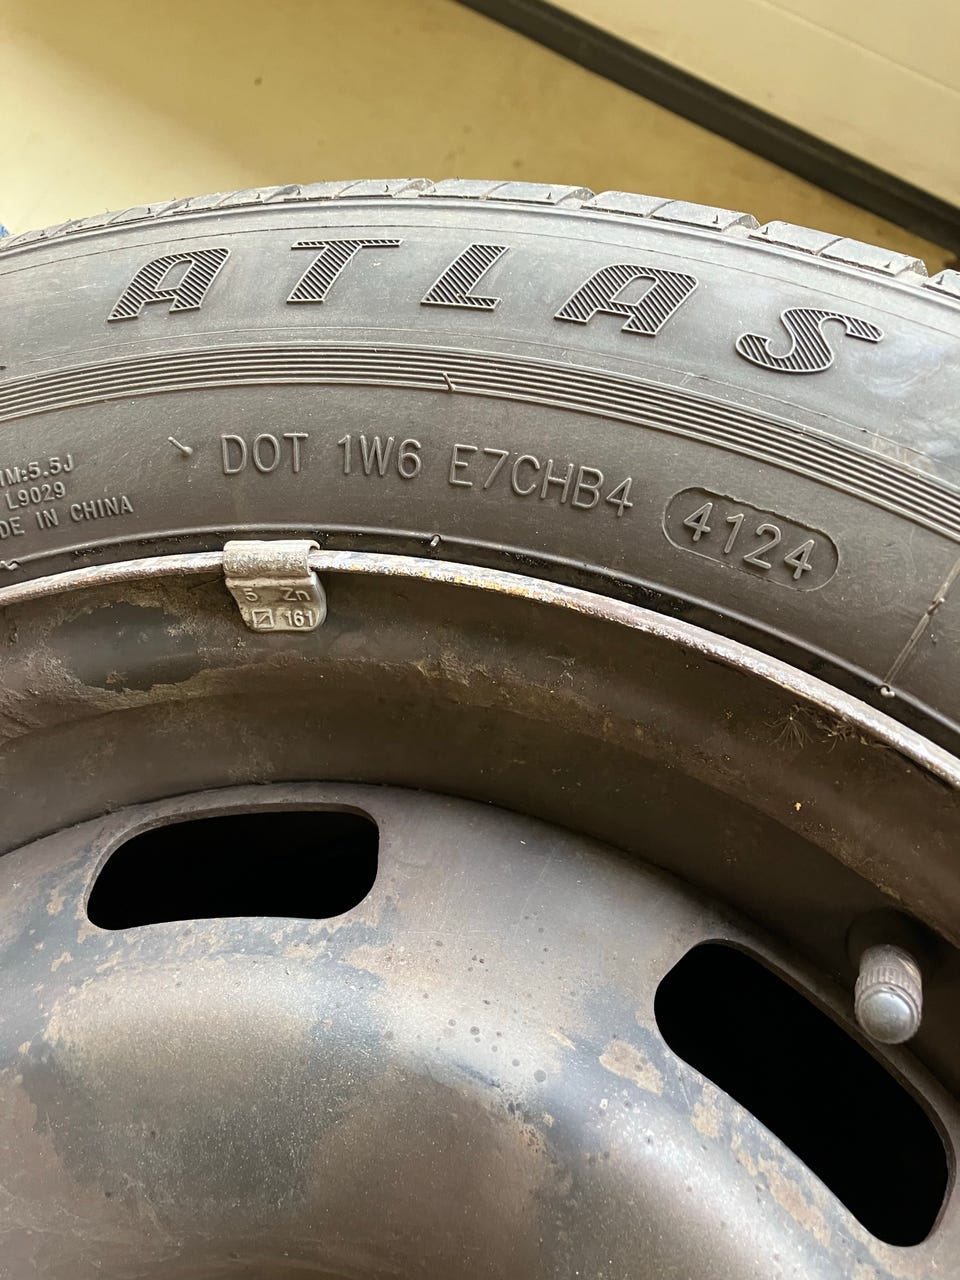 ATLAS
DOT 1W6 E7CHB4 4124
IM:5.5J
L9029
DE IN CHINA
5 Zn
161